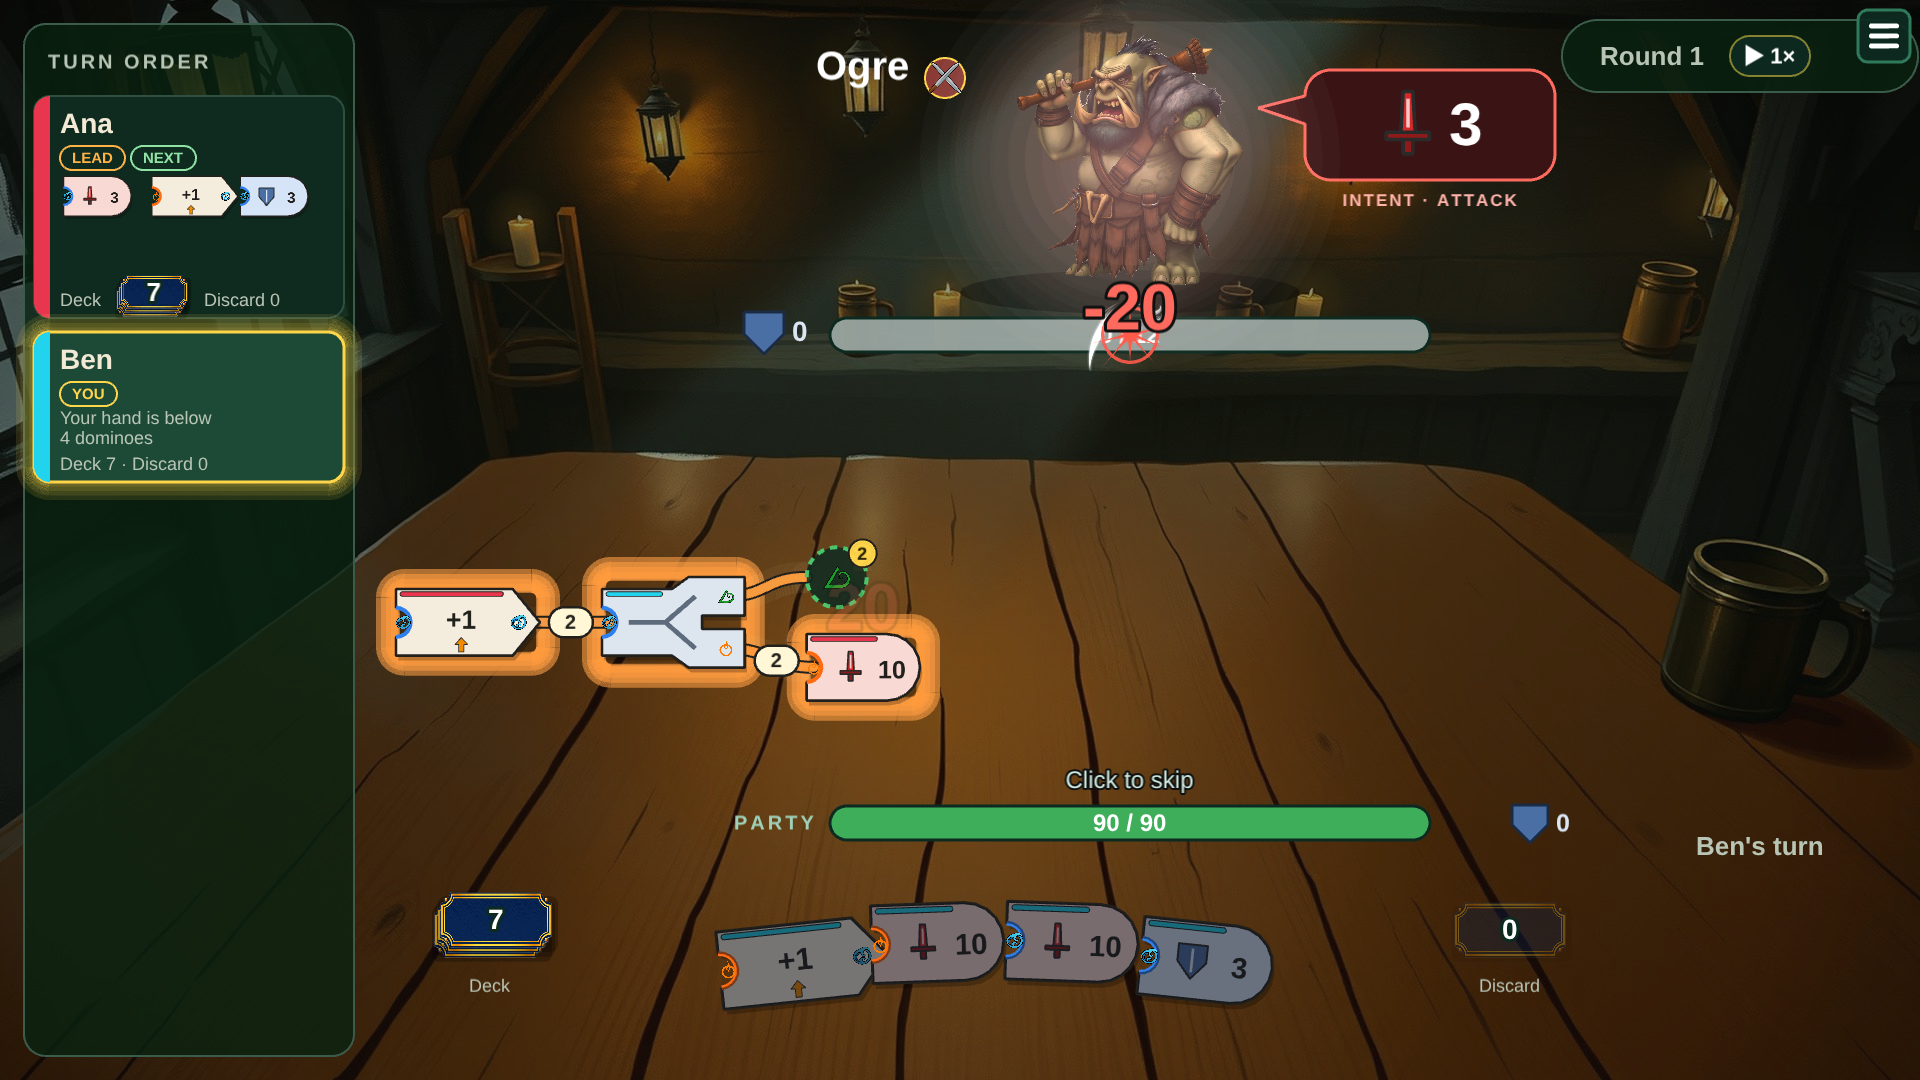 TURN ORDER
Ana
LEAD NEXT
3 +1 3
Deck 7 Discard 0
Ben
YOU
Your hand is below
4 dominoes
Deck 7 · Discard 0
Ogre
3
INTENT · ATTACK
Round 1 1×
0
-20
+1 2 2 2 10
20
Click to skip
PARTY 90 / 90 0
Ben's turn
7
Deck
+1 10 10 3
0
Discard